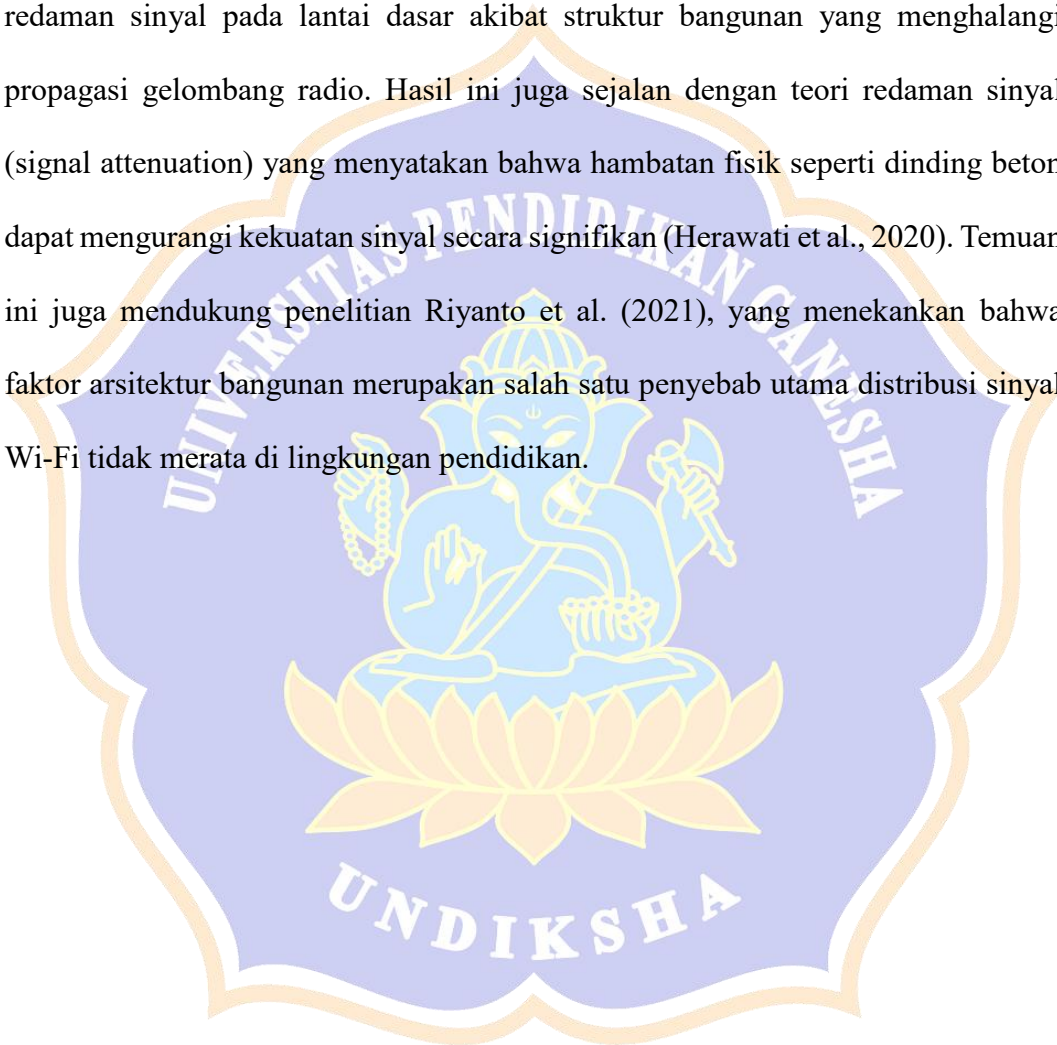 redaman sinyal pada lantai dasar akibat struktur bangunan yang menghalangi
propagasi gelombang radio. Hasil ini juga sejalan dengan teori redaman sinyal
(signal attenuation) yang menyatakan bahwa hambatan fisik seperti dinding beton
dapat mengurangi kekuatan sinyal secara signifikan (Herawati et al., 2020). Temuan
ini juga mendukung penelitian Riyanto et al. (2021), yang menekankan bahwa
faktor arsitektur bangunan merupakan salah satu penyebab utama distribusi sinyal
Wi-Fi tidak merata di lingkungan pendidikan.
UNIVERSITAS PENDIDIKAN GANESHA
UNDIKSHA